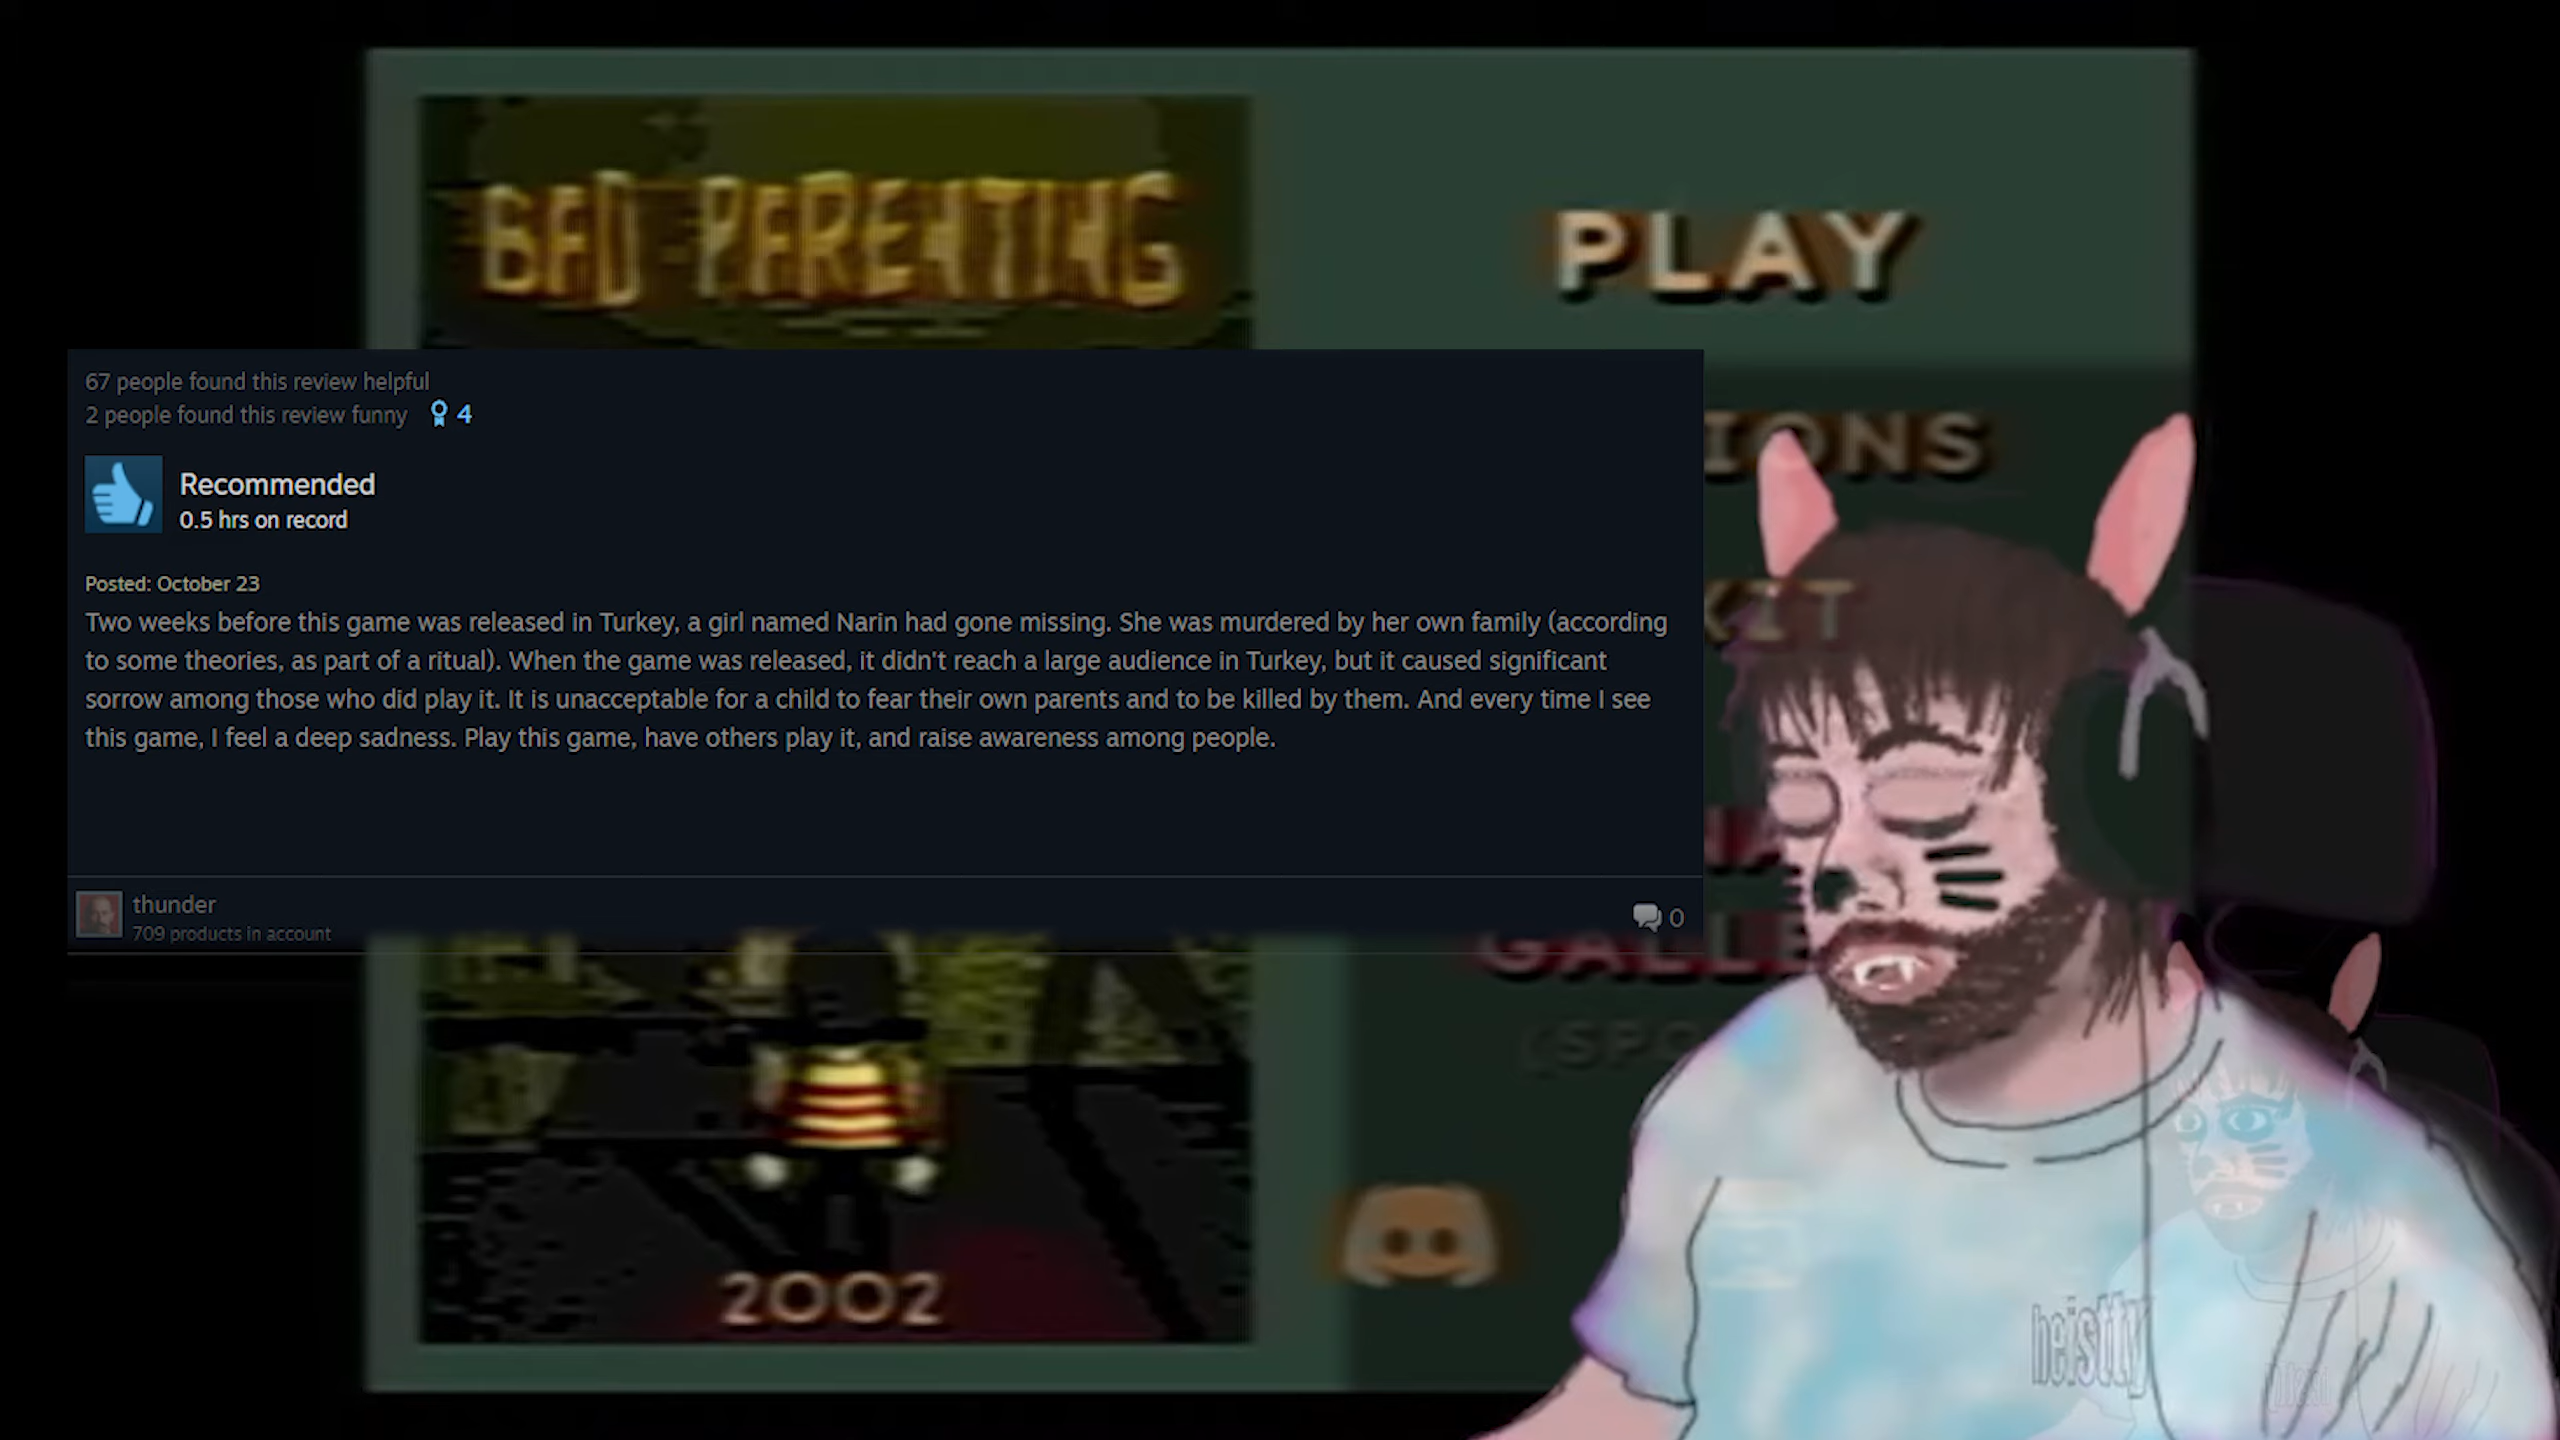 BAD PARENTING
PLAY
67 people found this review helpful
2 people found this review funny 4
IONS
Recommended
0.5 hrs on record
Posted: October 23
Two weeks before this game was released in Turkey, a girl named Narin had gone missing. She was murdered by her own family (according
to some theories, as part of a ritual). When the game was released, it didn't reach a large audience in Turkey, but it caused significant
sorrow among those who did play it. It is unacceptable for a child to fear their own parents and to be killed by them. And every time I see
this game, I feel a deep sadness. Play this game, have others play it, and raise awareness among people.
thunder
0
709 products in account
GALLE
(SPO
2002
heistty